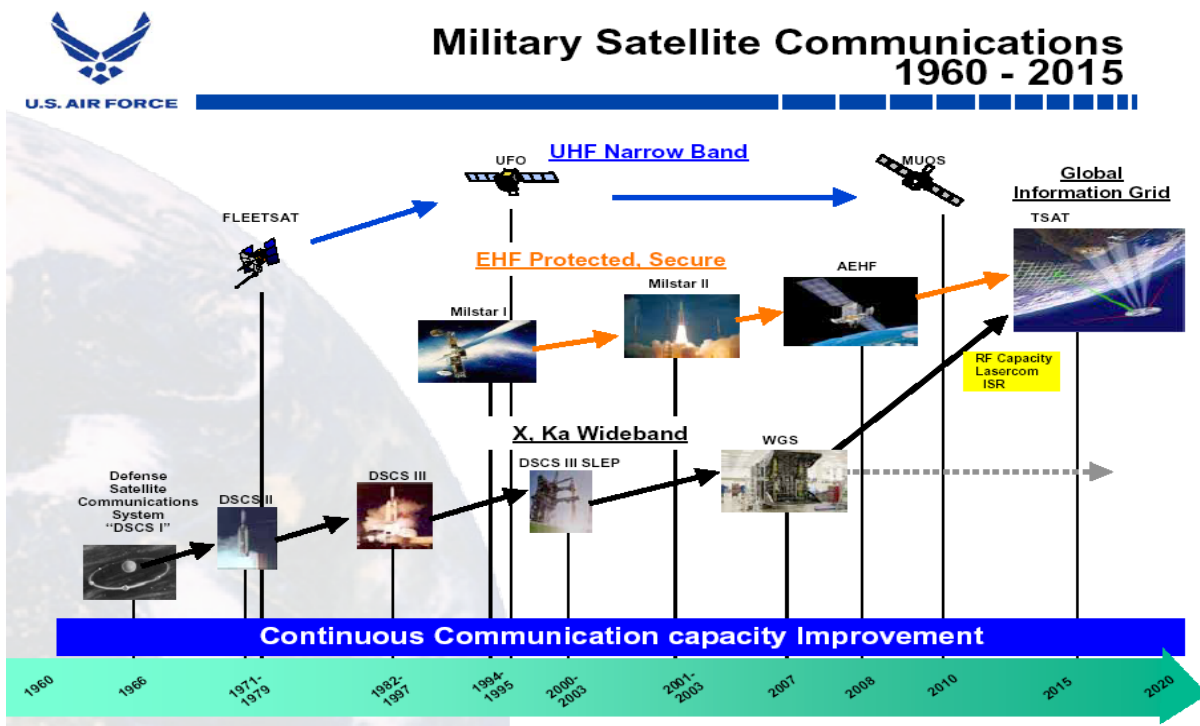 Military Satellite Communications
1960 - 2015
U.S. AIR FORCE
UFO
UHF Narrow Band
MUOS
Global
Information Grid
TSAT
FLEETSAT
EHF Protected, Secure
AEHF
Milstar II
Milstar I
RF Capacity
Lasercom
ISR
X, Ka Wideband
WGS
DSCS III SLEP
DSCS III
Defense
Satellite
Communications
System
“DSCS I”
DSCS II
Continuous Communication capacity Improvement
1960
1966
1971-
1979
1982-
1997
1994-
1995
2000-
2003
2001-
2003
2007
2008
2010
2015
2020